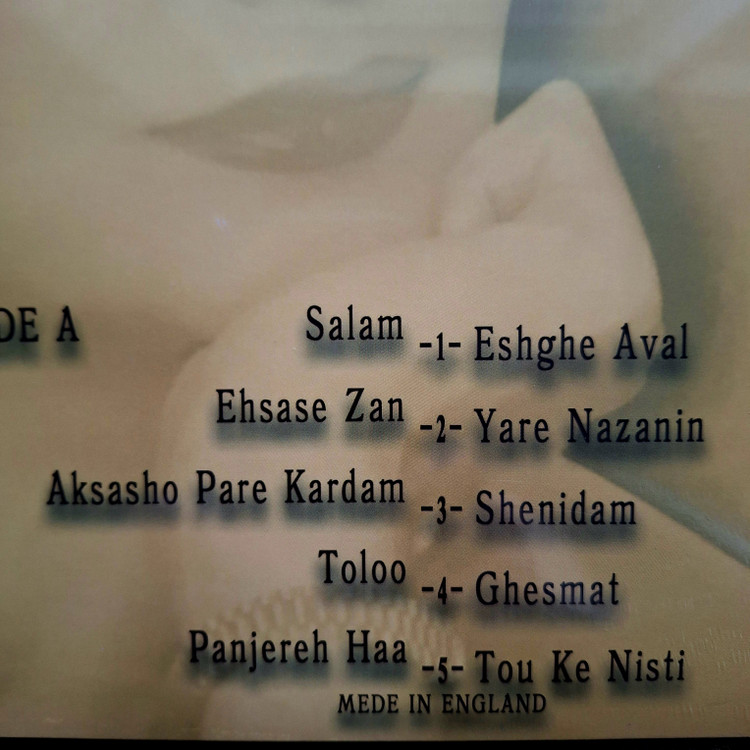 DE A
Salam -1- Eshghe Aval
Ehsase Zan -2- Yare Nazanin
Aksasho Pare Kardam -3- Shenidam
Toloo -4- Ghesmat
Panjereh Haa -5- Tou Ke Nisti
MEDE IN ENGLAND